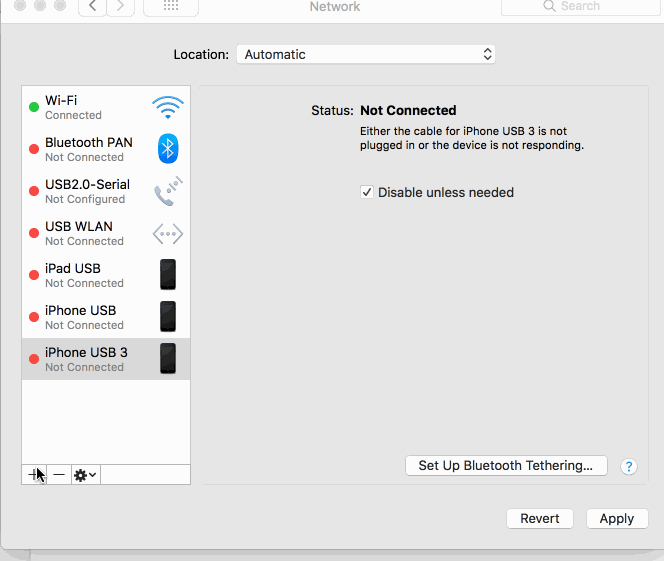 Network
Search
Location: Automatic
Wi-Fi
Connected
Bluetooth PAN
Not Connected
USB2.0-Serial
Not Configured
USB WLAN
Not Connected
iPad USB
Not Connected
iPhone USB
Not Connected
iPhone USB 3
Not Connected
Status: Not Connected
Either the cable for iPhone USB 3 is not
plugged in or the device is not responding.
Disable unless needed
Set Up Bluetooth Tethering...
?
Revert
Apply